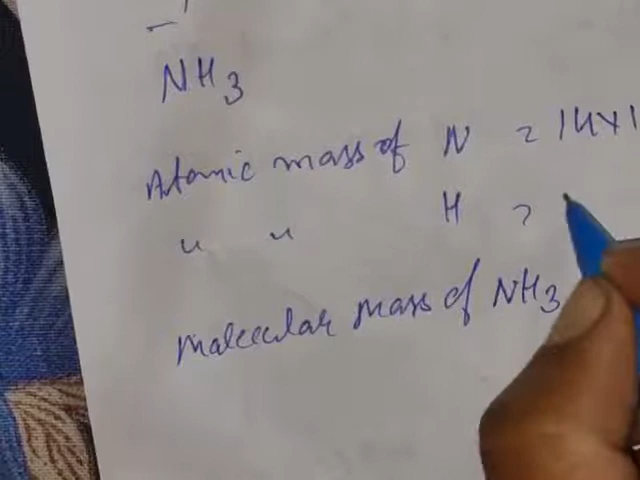 NH3
Atomic mass of N = 14×1
" " H =
Molecular mass of NH3